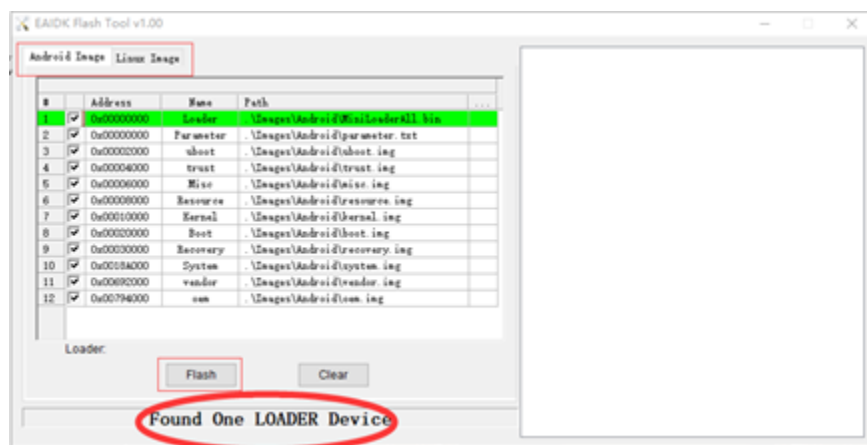 EAIDK Flash Tool v1.00
Android Image Linux Image
# Address Name Path ...
1 0x00000000 Loader .\Images\Android\MiniLoaderAll.bin
2 0x00000000 Parameter .\Images\Android\parameter.txt
3 0x00002000 uboot .\Images\Android\uboot.img
4 0x00004000 trust .\Images\Android\trust.img
5 0x00006000 Misc .\Images\Android\misc.img
6 0x00008000 Resource .\Images\Android\resource.img
7 0x00010000 Kernel .\Images\Android\kernel.img
8 0x00020000 Boot .\Images\Android\boot.img
9 0x00030000 Recovery .\Images\Android\recovery.img
10 0x0018A000 System .\Images\Android\system.img
11 0x00692000 vendor .\Images\Android\vendor.img
12 0x00794000 oem .\Images\Android\oem.img
Loader:
Flash Clear
Found One LOADER Device